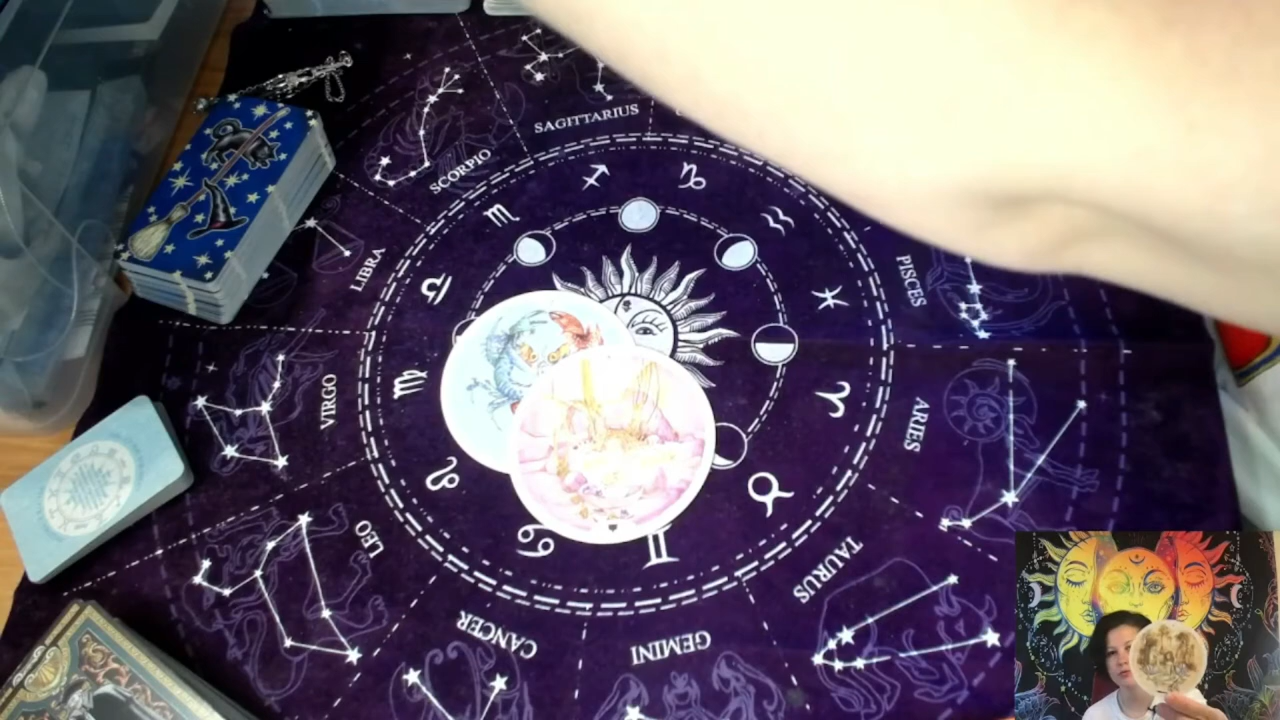 SAGITTARIUS
SCORPIO
LIBRA
PISCES
VIRGO
ARIES
LEO
TAURUS
CANCER
GEMINI